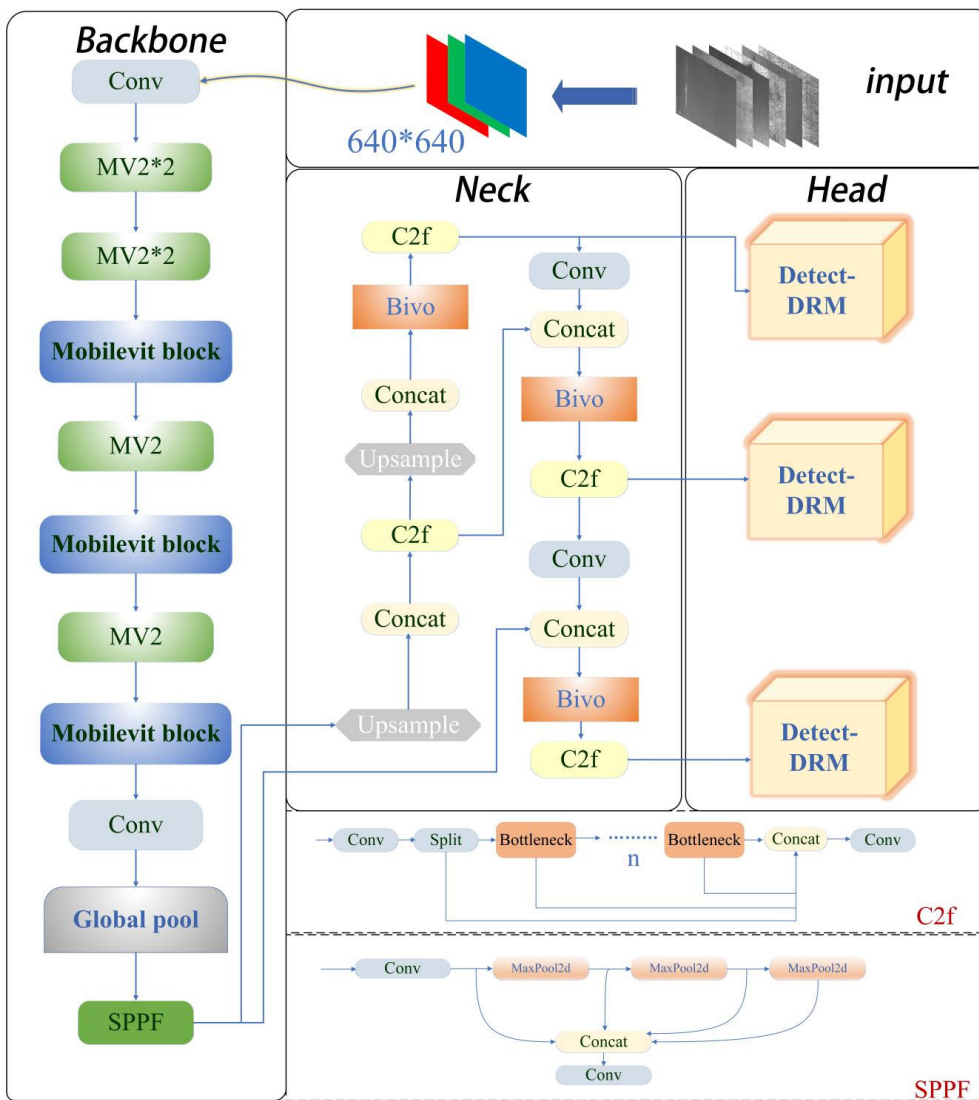 Backbone
Conv
MV2*2
MV2*2
Mobilevit block
MV2
Mobilevit block
MV2
Mobilevit block
Conv
Global pool
SPPF
640*640
input
Neck
C2f
Bivo
Concat
Upsample
C2f
Concat
Upsample
Conv
Concat
Bivo
C2f
Conv
Concat
Bivo
C2f
Head
Detect-
DRM
Detect-
DRM
Detect-
DRM
Conv
Split
Bottleneck
n
Bottleneck
Concat
Conv
C2f
Conv
MaxPool2d
MaxPool2d
MaxPool2d
Concat
Conv
SPPF